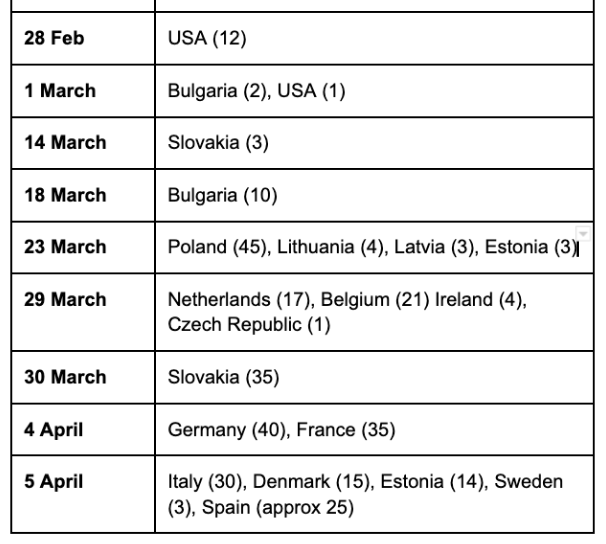 28 Feb USA (12)
1 March Bulgaria (2), USA (1)
14 March Slovakia (3)
18 March Bulgaria (10)
23 March Poland (45), Lithuania (4), Latvia (3), Estonia (3)
29 March Netherlands (17), Belgium (21) Ireland (4),
Czech Republic (1)
30 March Slovakia (35)
4 April Germany (40), France (35)
5 April Italy (30), Denmark (15), Estonia (14), Sweden
(3), Spain (approx 25)